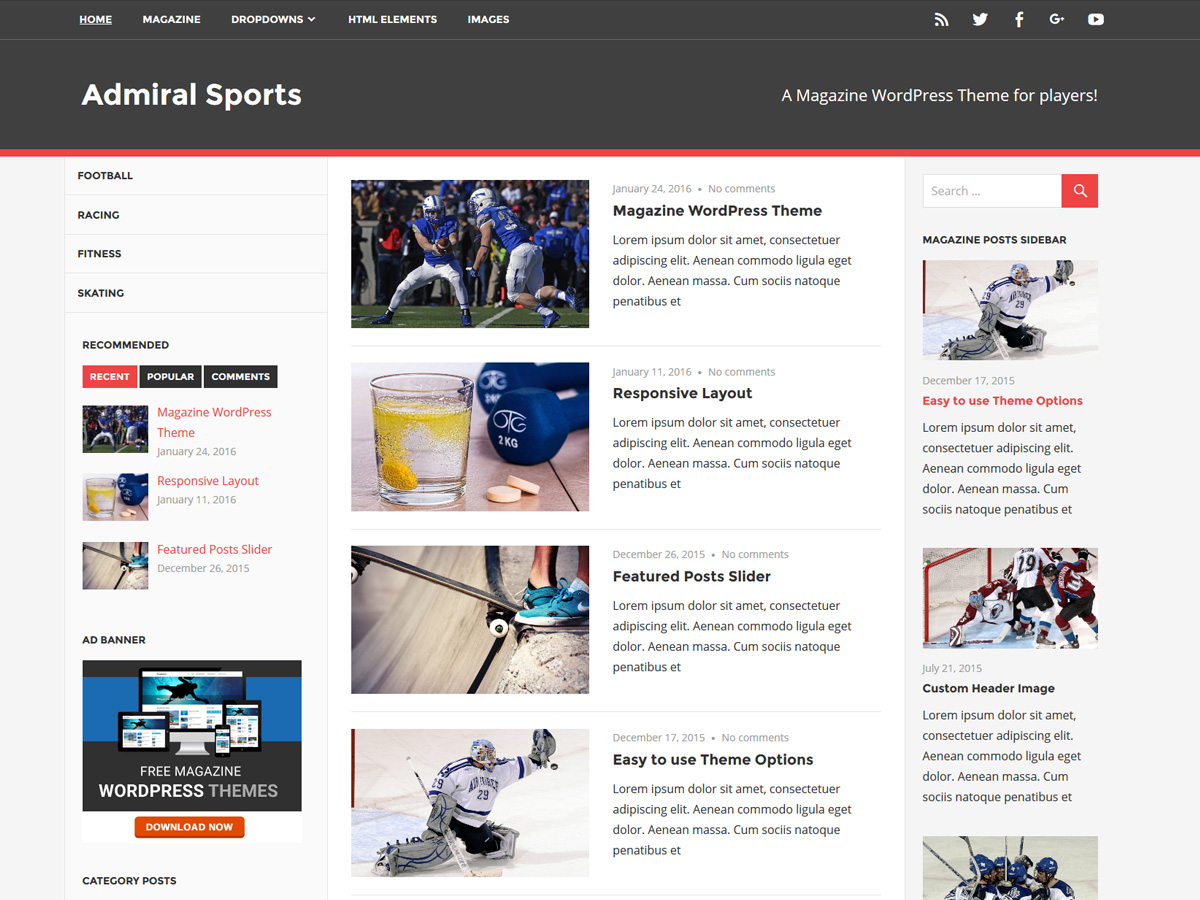 HOME MAGAZINE DROPDOWNS HTML ELEMENTS IMAGES
Admiral Sports
A Magazine WordPress Theme for players!
FOOTBALL
RACING
FITNESS
SKATING
RECOMMENDED
RECENT POPULAR COMMENTS
Magazine WordPress
Theme
January 24, 2016
Responsive Layout
January 11, 2016
Featured Posts Slider
December 26, 2015
AD BANNER
FREE MAGAZINE
WORDPRESS THEMES
DOWNLOAD NOW
CATEGORY POSTS
January 24, 2016 • No comments
Magazine WordPress Theme
Lorem ipsum dolor sit amet, consectetuer
adipiscing elit. Aenean commodo ligula eget
dolor. Aenean massa. Cum sociis natoque
penatibus et
2 KG
January 11, 2016 • No comments
Responsive Layout
Lorem ipsum dolor sit amet, consectetuer
adipiscing elit. Aenean commodo ligula eget
dolor. Aenean massa. Cum sociis natoque
penatibus et
December 26, 2015 • No comments
Featured Posts Slider
Lorem ipsum dolor sit amet, consectetuer
adipiscing elit. Aenean commodo ligula eget
dolor. Aenean massa. Cum sociis natoque
penatibus et
AIR FORCE
29
29
December 17, 2015 • No comments
Easy to use Theme Options
Lorem ipsum dolor sit amet, consectetuer
adipiscing elit. Aenean commodo ligula eget
dolor. Aenean massa. Cum sociis natoque
penatibus et
Search ...
MAGAZINE POSTS SIDEBAR
29
29
December 17, 2015
Easy to use Theme Options
Lorem ipsum dolor sit amet,
consectetuer adipiscing elit.
Aenean commodo ligula eget
dolor. Aenean massa. Cum
sociis natoque penatibus et
29
July 21, 2015
Custom Header Image
Lorem ipsum dolor sit amet,
consectetuer adipiscing elit.
Aenean commodo ligula eget
dolor. Aenean massa. Cum
sociis natoque penatibus et